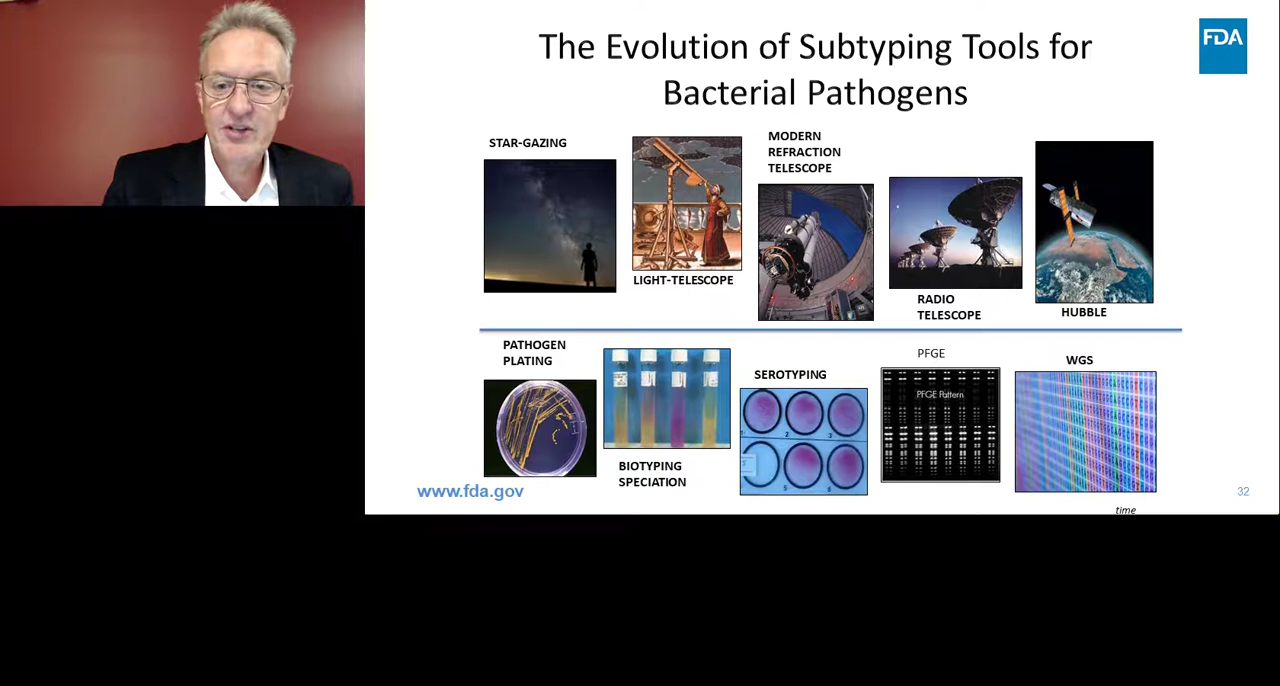 The Evolution of Subtyping Tools for
Bacterial Pathogens
FDA
STAR-GAZING
LIGHT-TELESCOPE
MODERN
REFRACTION
TELESCOPE
RADIO
TELESCOPE
HUBBLE
PATHOGEN
PLATING
BIOTYPING
SPECIATION
SEROTYPING
PFGE
PFGE Pattern
WGS
www.fda.gov
32
time